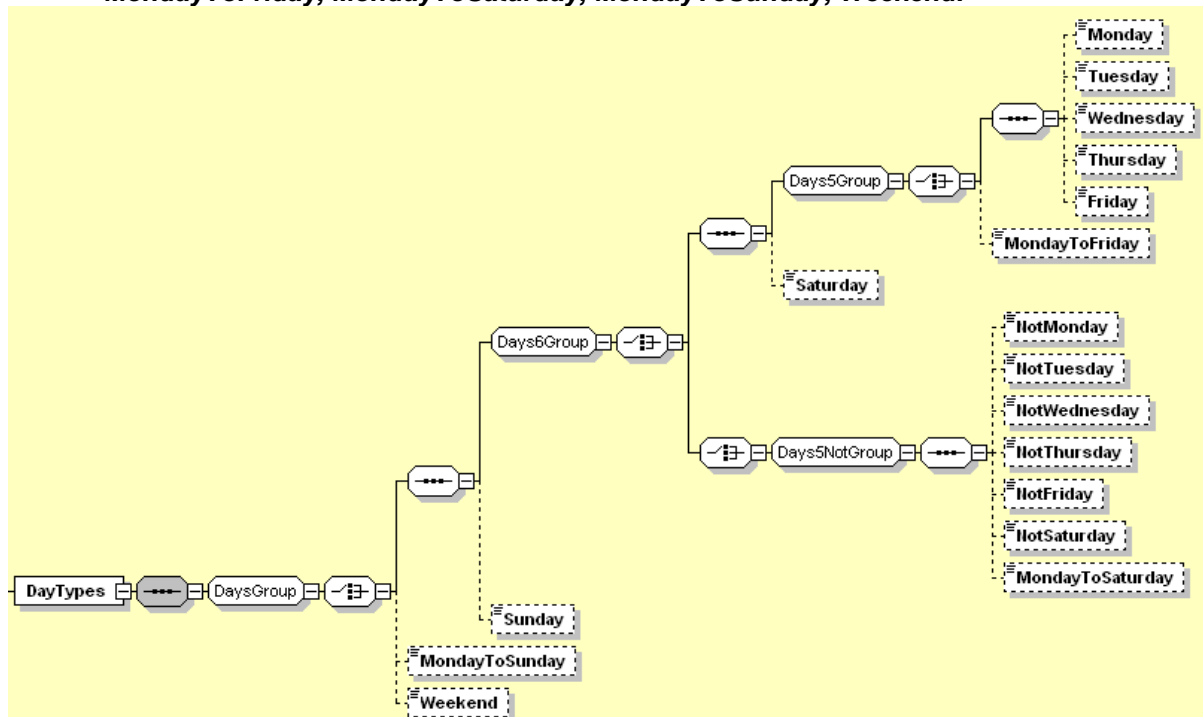 MondayToFriday, MondayToSaturday, MondayToSunday, Weekend.
Monday
Tuesday
Wednesday
Thursday
Friday
Days5Group
MondayToFriday
Saturday
Days6Group
NotMonday
NotTuesday
NotWednesday
Days5NotGroup
NotThursday
NotFriday
NotSaturday
MondayToSaturday
DayTypes
DaysGroup
Sunday
MondayToSunday
Weekend